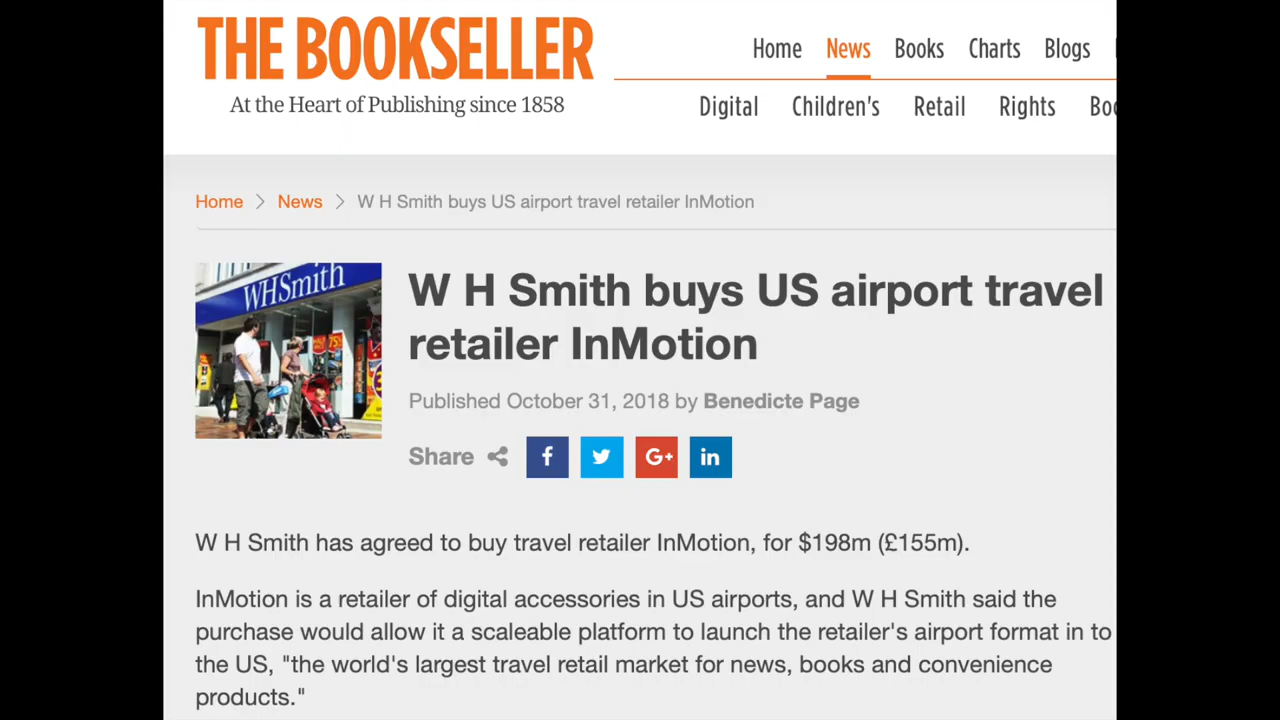 THE BOOKSELLER
At the Heart of Publishing since 1858
Home News Books Charts Blogs
Digital Children's Retail Rights
Home > News > W H Smith buys US airport travel retailer InMotion
WHSmith
W H Smith buys US airport travel
retailer InMotion
Published October 31, 2018 by Benedicte Page
Share f G+ in
W H Smith has agreed to buy travel retailer InMotion, for $198m (£155m).
InMotion is a retailer of digital accessories in US airports, and W H Smith said the
purchase would allow it a scaleable platform to launch the retailer's airport format in to
the US, "the world's largest travel retail market for news, books and convenience
products."